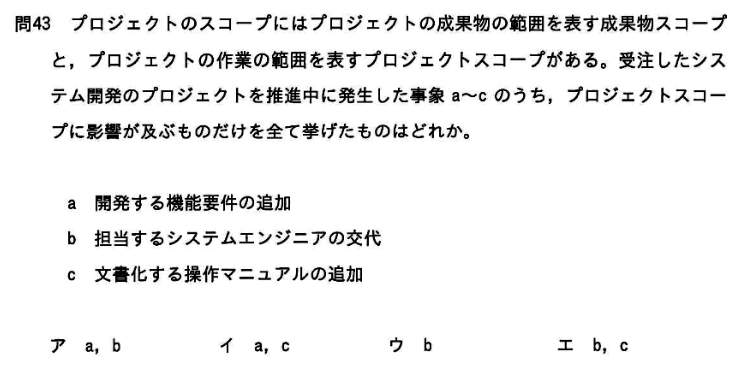 問43 プロジェクトのスコープにはプロジェクトの成果物の範囲を表す成果物スコープ
と，プロジェクトの作業の範囲を表すプロジェクトスコープがある。受注したシス
テム開発のプロジェクトを推進中に発生した事象 a～c のうち，プロジェクトスコー
プに影響が及ぶものだけを全て挙げたものはどれか。
a 開発する機能要件の追加
b 担当するシステムエンジニアの交代
c 文書化する操作マニュアルの追加
ア a，b イ a，c ウ b エ b，c